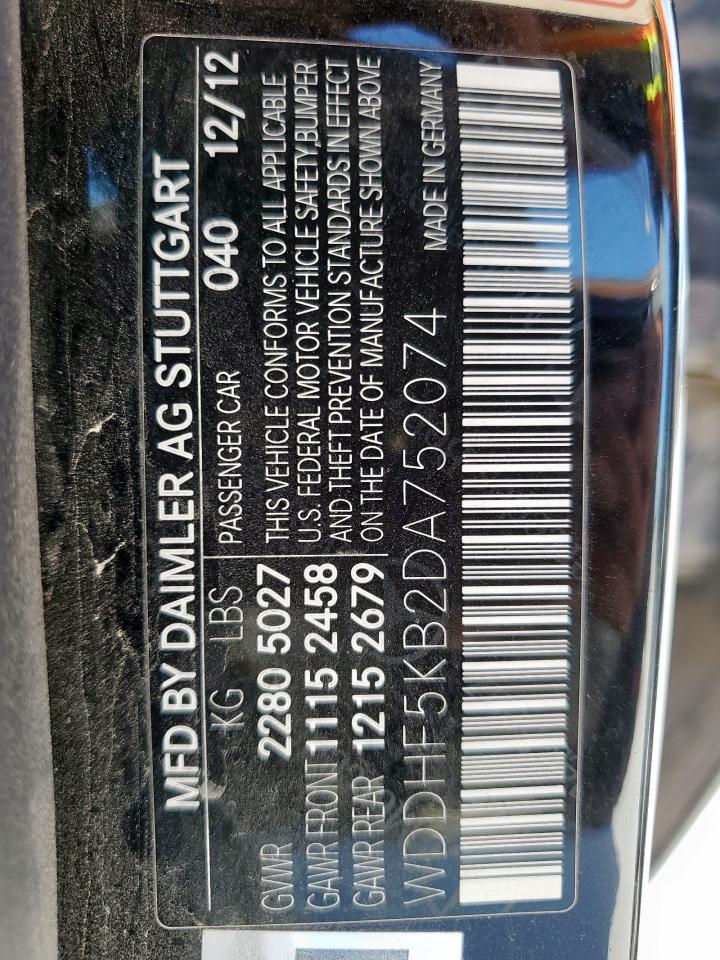 MFD BY DAIMLER AG STUTTGART
KG LBS PASSENGER CAR 040 12/12
GVWR 2280 5027
GAWR FRONT 1115 2458
GAWR REAR 1215 2679
THIS VEHICLE CONFORMS TO ALL APPLICABLE
U.S. FEDERAL MOTOR VEHICLE SAFETY,BUMPER
AND THEFT PREVENTION STANDARDS IN EFFECT
ON THE DATE OF MANUFACTURE SHOWN ABOVE
WDDHF5KB2DA752074 MADE IN GERMANY